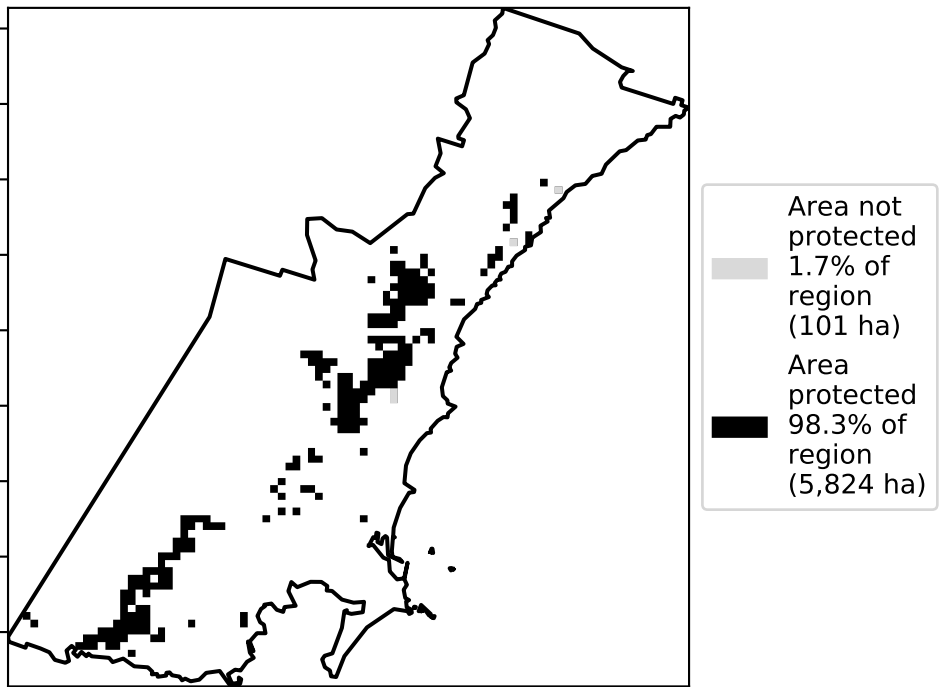 Area not
protected
1.7% of
region
(101 ha)
Area
protected
98.3% of
region
(5,824 ha)